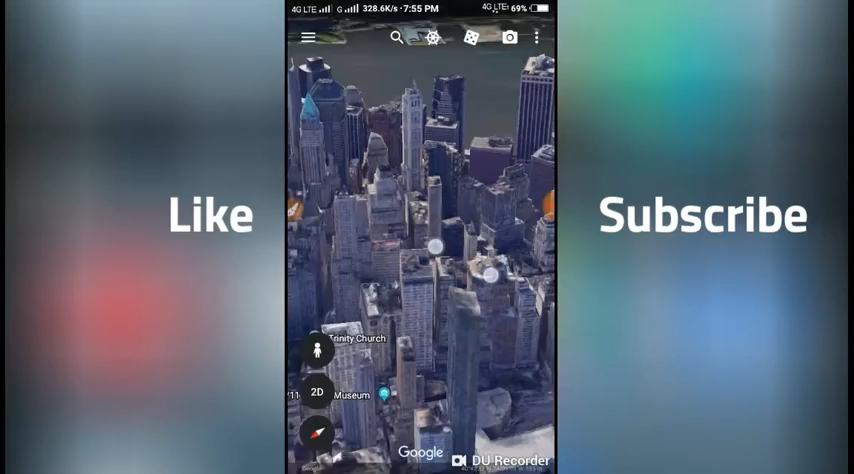 4G LTE G 328.6K/s 7:55 PM 4G LTE 69%
Like
Subscribe
Trinity Church
2D
/11 Museum
Google
DU Recorder